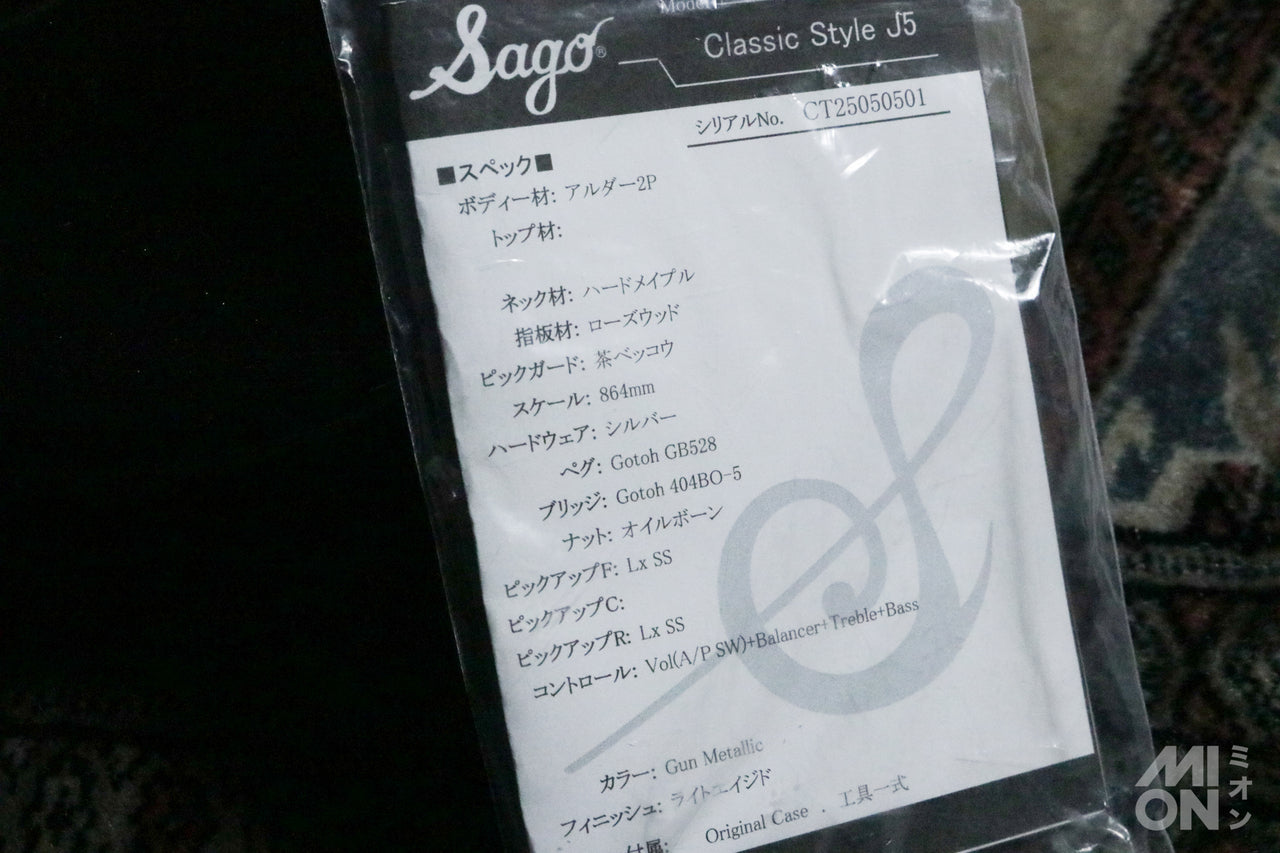 Model
Sago®
Classic Style J5
シリアルNo. CT25050501
■スペック■
ボディー材: アルダー2P
トップ材:
ネック材: ハードメイプル
指板材: ローズウッド
ピックガード: 茶ベッコウ
スケール: 864mm
ハードウェア: シルバー
ペグ: Gotoh GB528
ブリッジ: Gotoh 404BO-5
ナット: オイルボーン
ピックアップF: Lx SS
ピックアップC:
ピックアップR: Lx SS
コントロール: Vol(A/P SW)+Balancer+Treble+Bass
カラー: Gun Metallic
フィニッシュ: ライトエイジド
付属: Original Case . 工具一式
MION ミオン